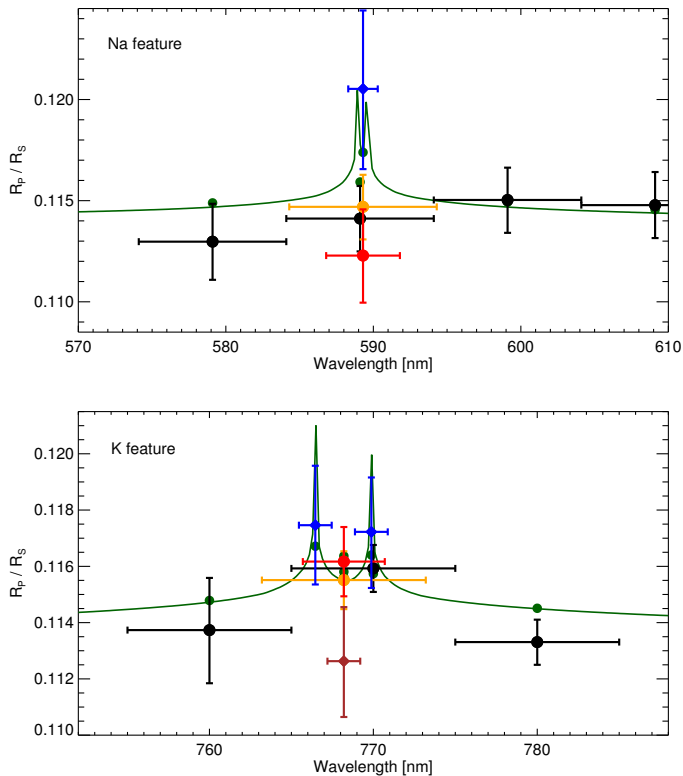 Na feature
0.120
0.115
0.110
R_P / R_S
570
580
590
600
610
Wavelength [nm]
K feature
0.120
0.118
0.116
0.114
0.112
0.110
R_P / R_S
760
770
780
Wavelength [nm]